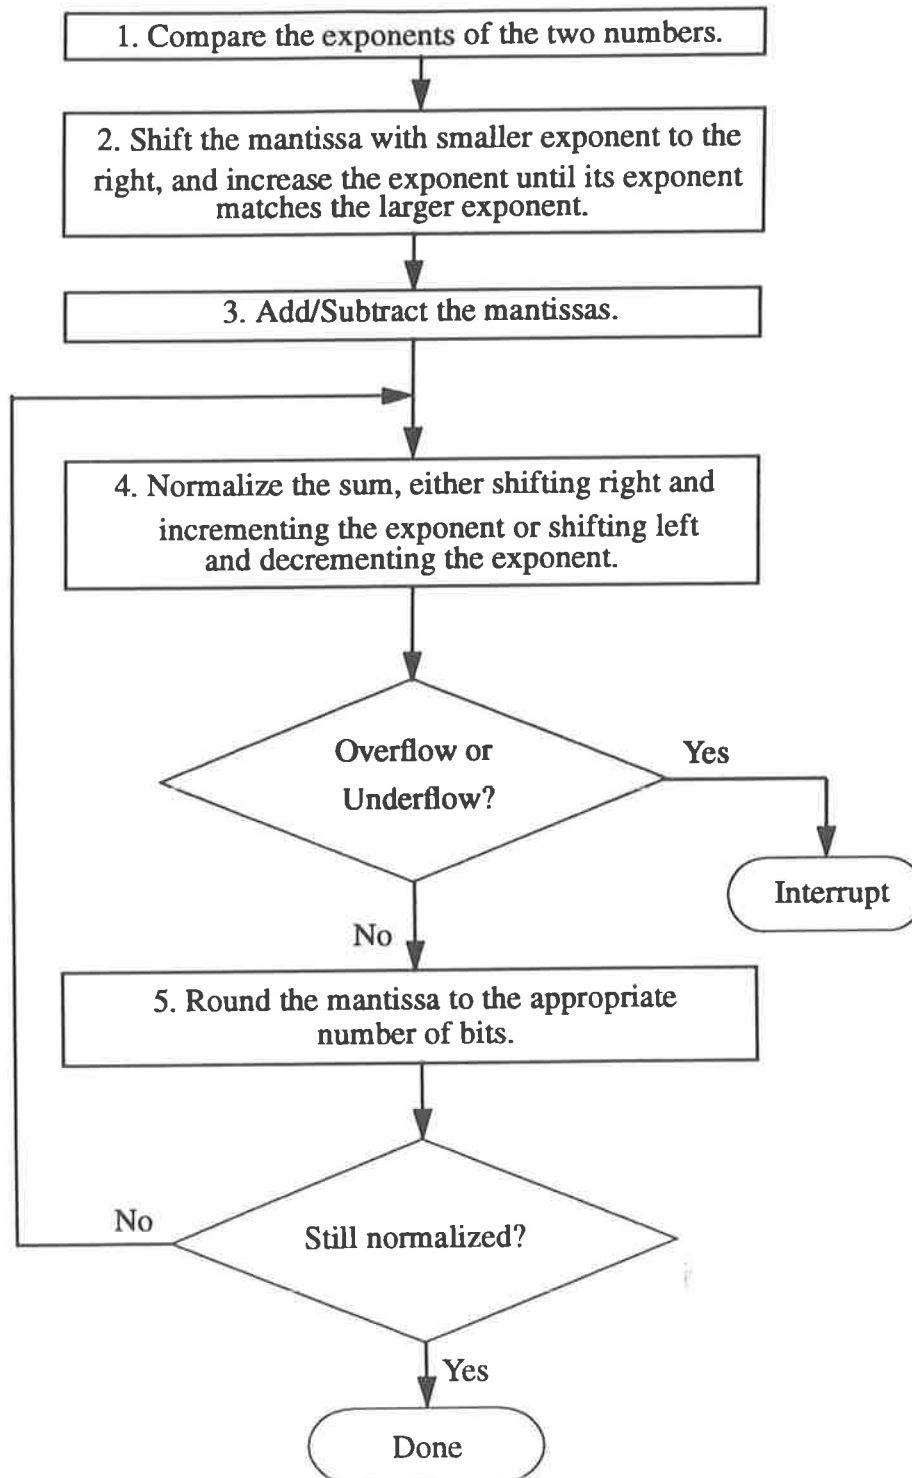 1. Compare the exponents of the two numbers.
2. Shift the mantissa with smaller exponent to the
right, and increase the exponent until its exponent
matches the larger exponent.
3. Add/Subtract the mantissas.
4. Normalize the sum, either shifting right and
incrementing the exponent or shifting left
and decrementing the exponent.
Overflow or
Underflow?
Yes
Interrupt
No
5. Round the mantissa to the appropriate
number of bits.
No
Still normalized?
Yes
Done